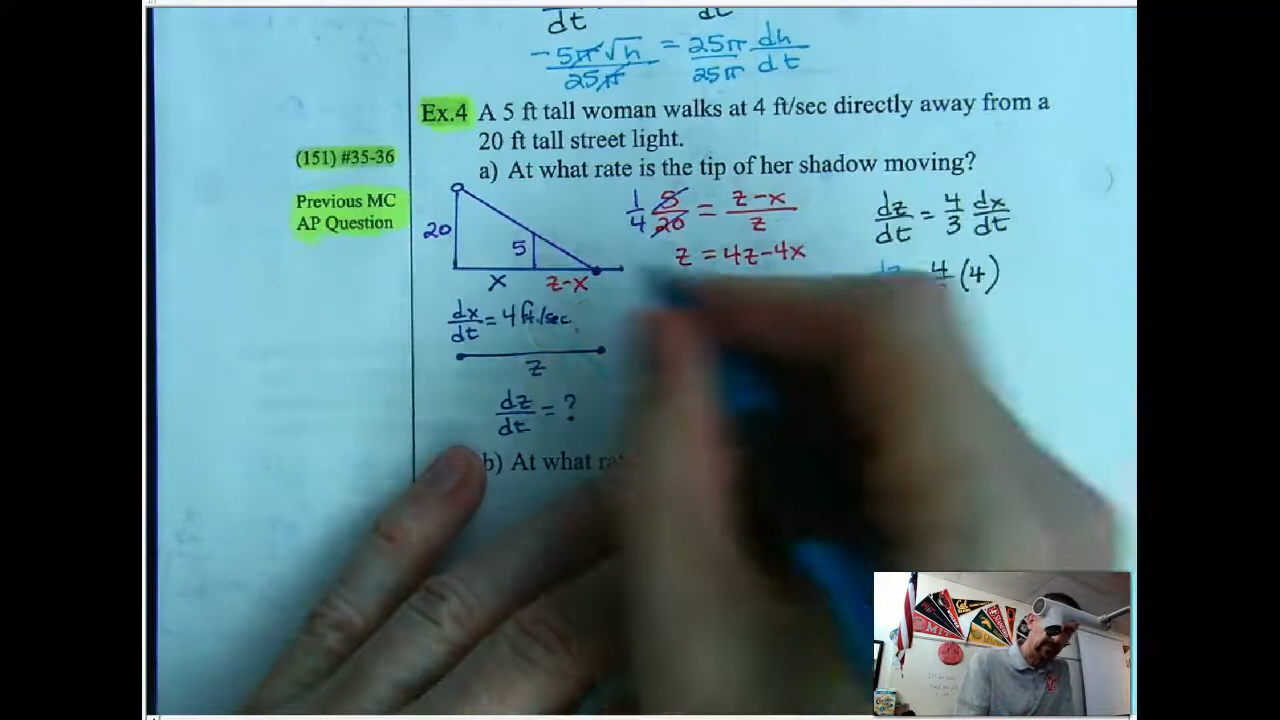 dt dt
-5π√h = 25π dh
25π 25π dt
Ex.4 A 5 ft tall woman walks at 4 ft/sec directly away from a
20 ft tall street light.
(151) #35-36
a) At what rate is the tip of her shadow moving?
Previous MC
AP Question
20
5
x z-x
dx/dt = 4 ft./sec
z
dz/dt = ?
1/4 5/20 = z-x/z
z = 4z-4x
dz/dt = 4/3 dx/dt
4 (4)
b) At what
MIT